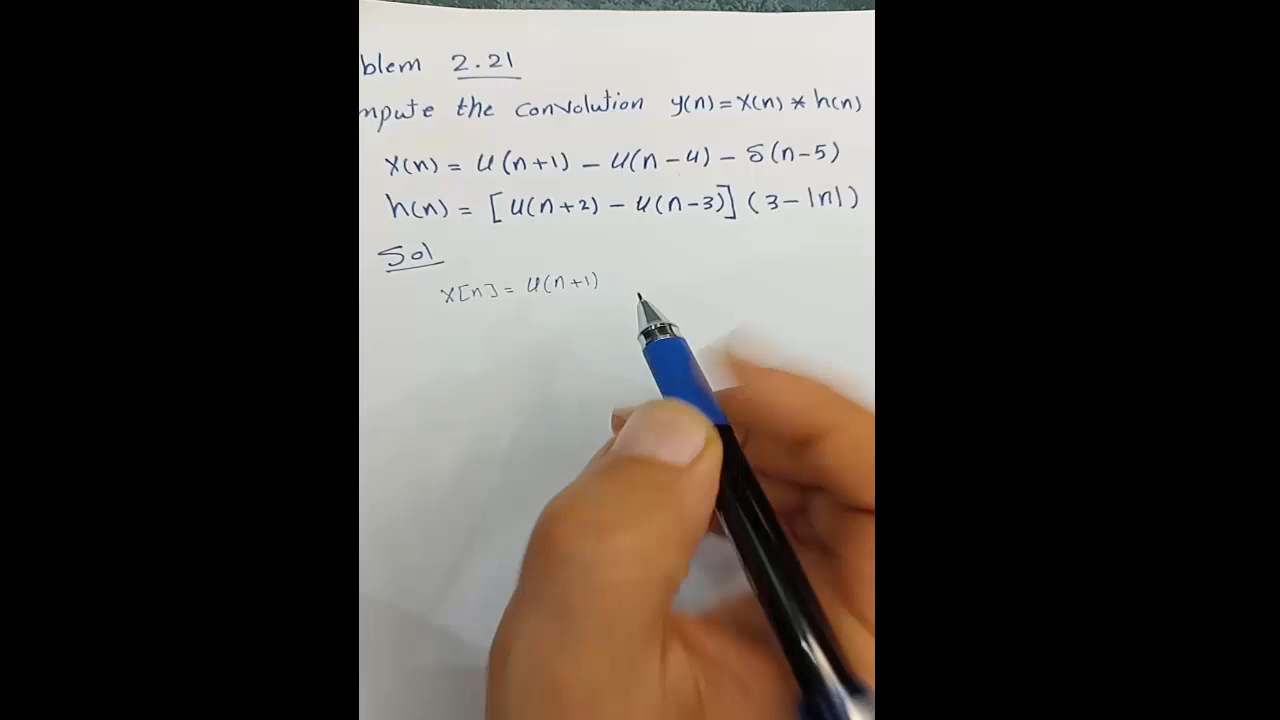 blem 2.21
mpute the convolution y(n) = x(n) * h(n)
x(n) = u(n+1) - u(n-4) - δ(n-5)
h(n) = [u(n+2) - u(n-3)] (3-|n|)
Sol
x[n] = u(n+1)